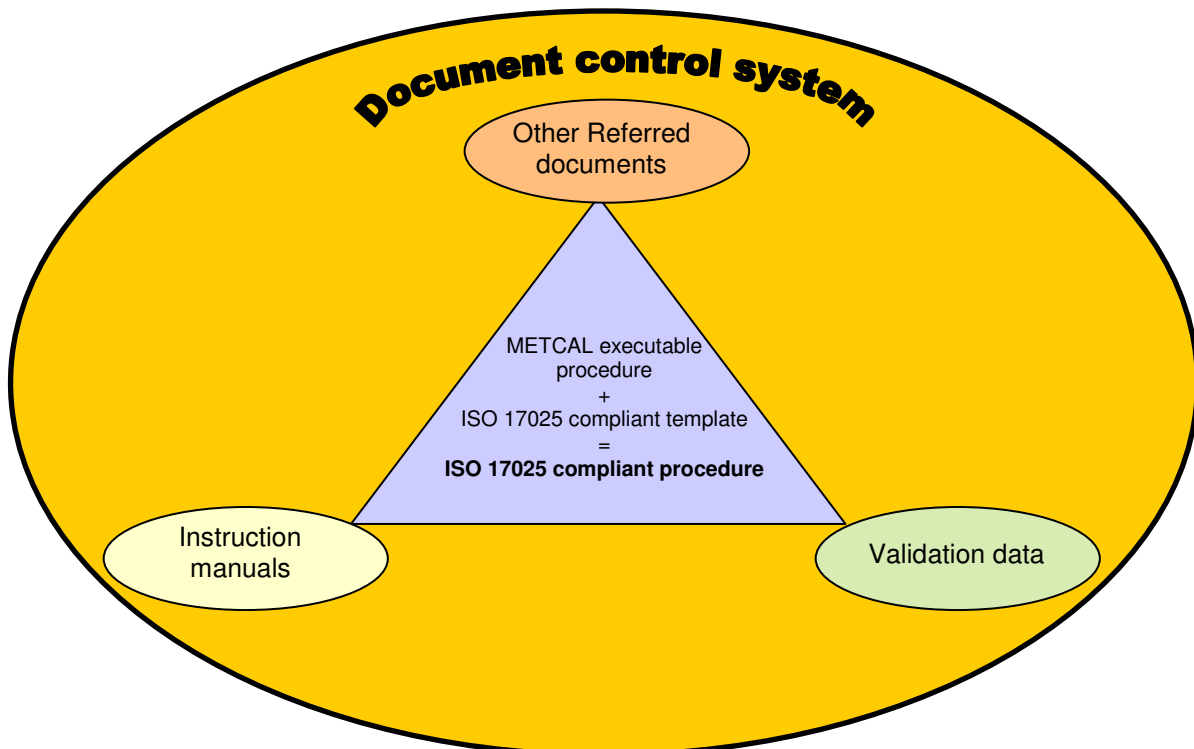 Document control system
Other Referred
documents
METCAL executable
procedure
+
ISO 17025 compliant template
=
ISO 17025 compliant procedure
Instruction
manuals
Validation data